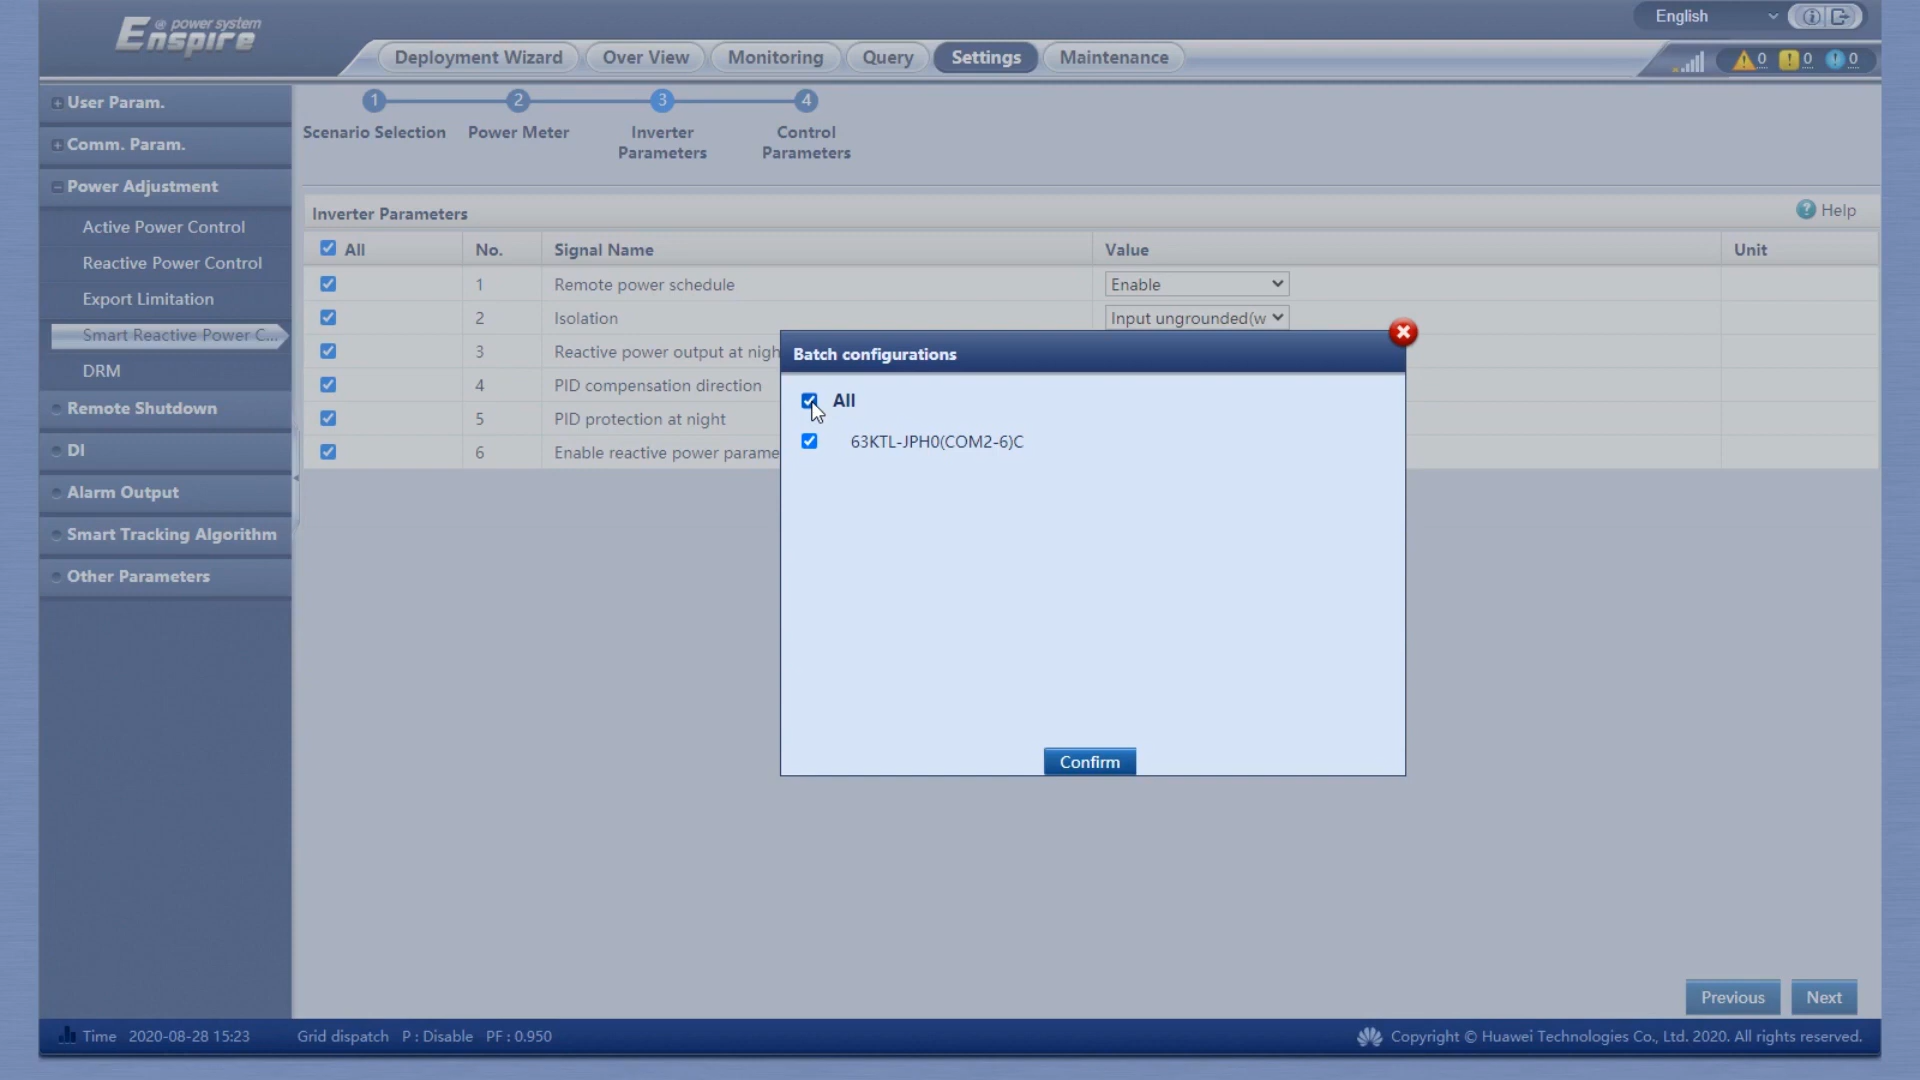 Enspire
@ power system
English
Deployment Wizard
Over View
Monitoring
Query
Settings
Maintenance
0
0
0
User Param.
Comm. Param.
Power Adjustment
Active Power Control
Reactive Power Control
Export Limitation
Smart Reactive Power C...
DRM
Remote Shutdown
DI
Alarm Output
Smart Tracking Algorithm
Other Parameters
1
2
3
4
Scenario Selection
Power Meter
Inverter
Parameters
Control
Parameters
Inverter Parameters
Help
All No. Signal Name Value Unit
1 Remote power schedule Enable
2 Isolation Input ungrounded(w
3 Reactive power output at nigh
4 PID compensation direction
5 PID protection at night
6 Enable reactive power parame
Batch configurations
All
63KTL-JPH0(COM2-6)C
Confirm
Previous
Next
Time 2020-08-28 15:23 Grid dispatch P : Disable PF : 0.950
Copyright © Huawei Technologies Co., Ltd. 2020. All rights reserved.